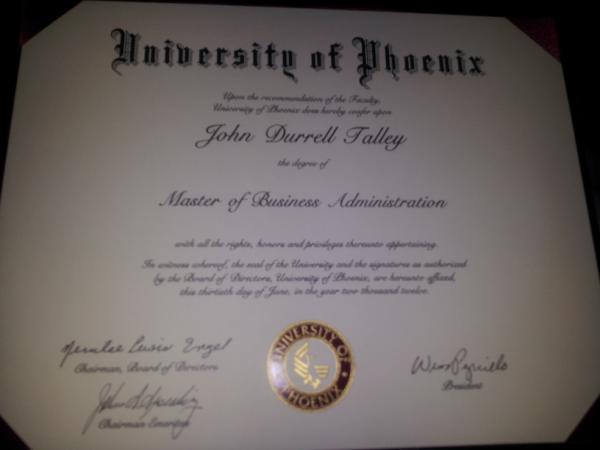 University of Phoenix
Upon the recommendation of the Faculty,
University of Phoenix does hereby confer upon
John Durrell Talley
the degree of
Master of Business Administration
with all the rights, honors and privileges thereunto appertaining.
In witness whereof, the seal of the University and the signatures as authorized
by the Board of Directors, University of Phoenix, are hereunto affixed,
this thirtieth day of June, in the year two thousand twelve.
Chairman, Board of Directors
Chairman Emeritus
UNIVERSITY OF
PHOENIX
President